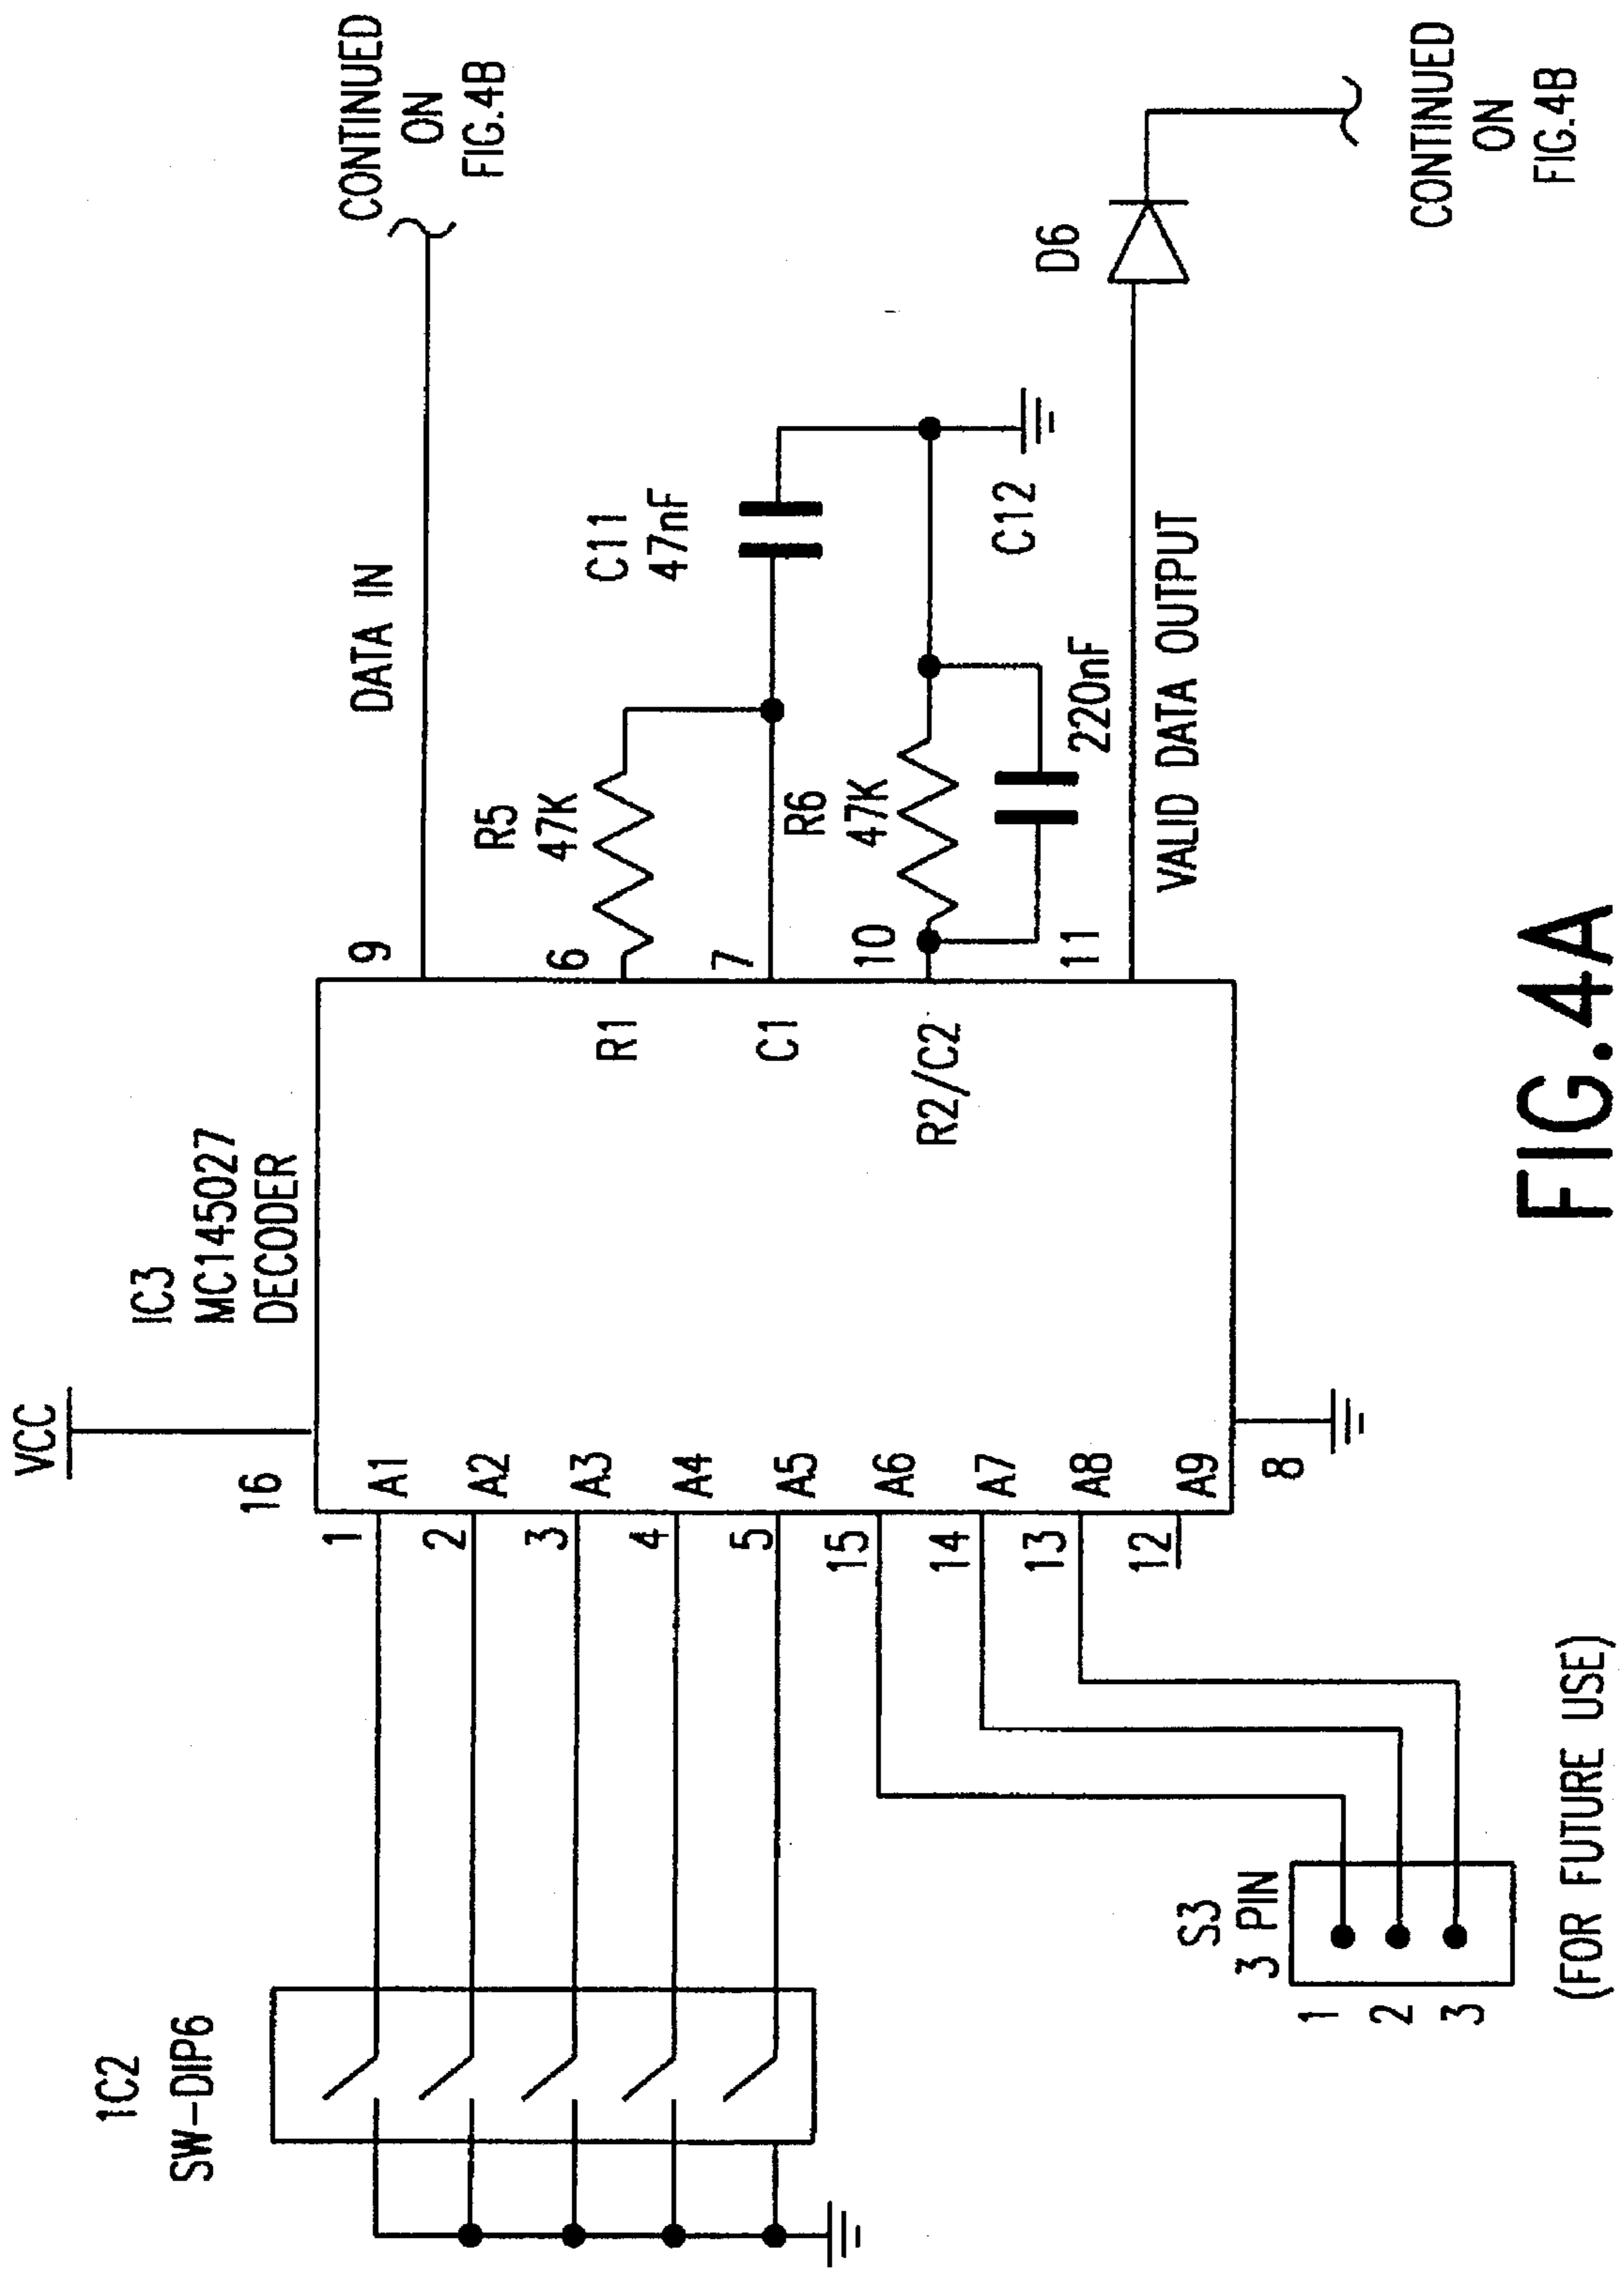 VCC
16
IC3
MC145027
DECODER
1C2
SW-DIP6
1
A1
2
A2
3
A3
4
A4
5
A5
15
A6
14
A7
13
A8
12
A9
8
S3
3 PIN
1
2
3
(FOR FUTURE USE)
9
DATA IN
CONTINUED
ON
FIG.4B
R1
6
R5
47K
C1
7
C11
47nF
R2/C2
10
R6
47K
220nF
C12
11
VALID DATA OUTPUT
D6
CONTINUED
ON
FIG.4B
FIG.4A